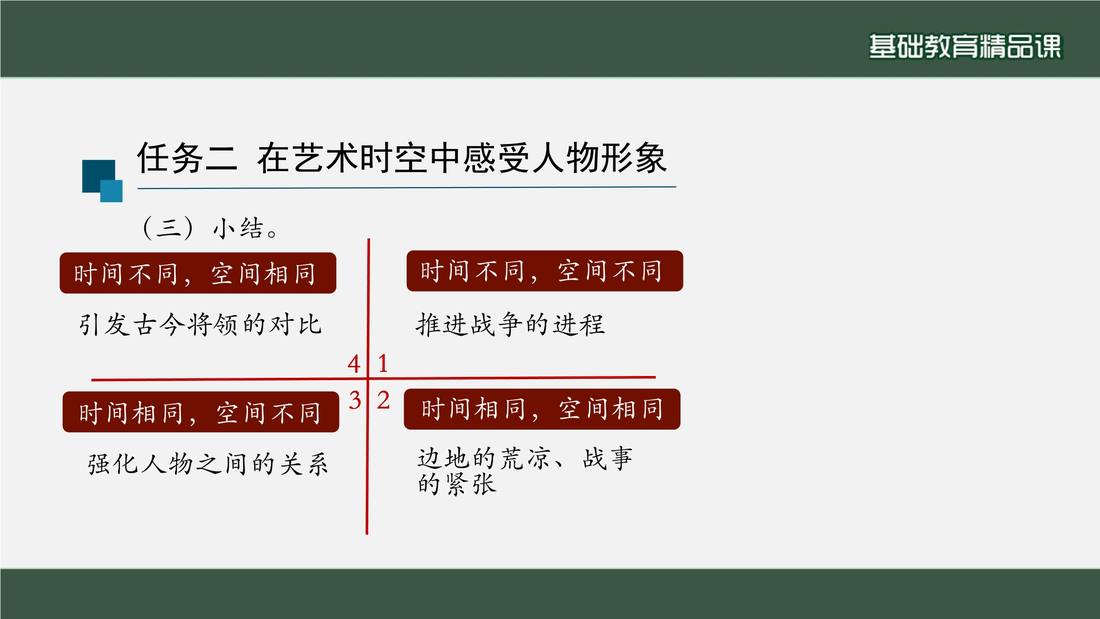 基础教育精品课
任务二 在艺术时空中感受人物形象
（三）小结。
时间不同，空间相同
引发古今将领的对比
时间不同，空间不同
推进战争的进程
4 1
3 2
时间相同，空间不同
强化人物之间的关系
时间相同，空间相同
边地的荒凉、战事
的紧张